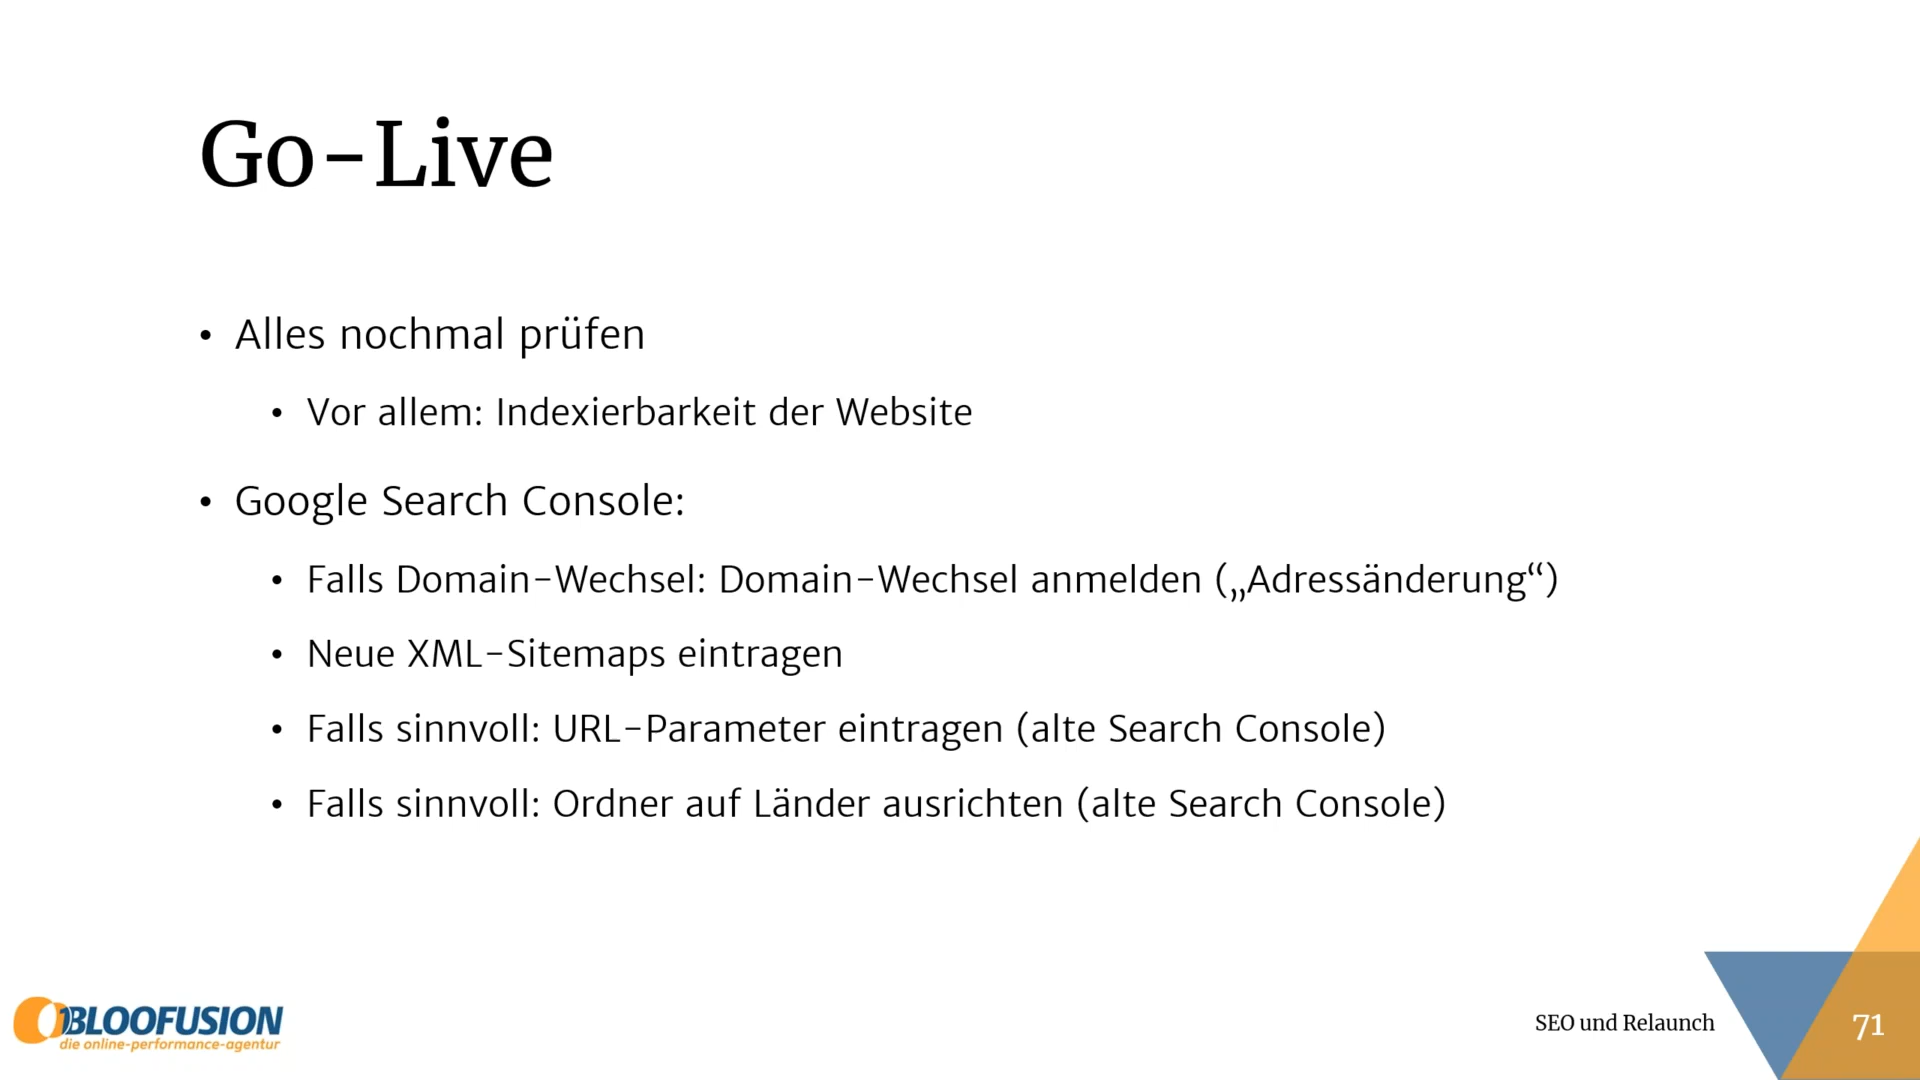 Go-Live
• Alles nochmal prüfen
• Vor allem: Indexierbarkeit der Website
• Google Search Console:
• Falls Domain-Wechsel: Domain-Wechsel anmelden („Adressänderung“)
• Neue XML-Sitemaps eintragen
• Falls sinnvoll: URL-Parameter eintragen (alte Search Console)
• Falls sinnvoll: Ordner auf Länder ausrichten (alte Search Console)
BLOOFUSION
die online-performance-agentur
SEO und Relaunch
71